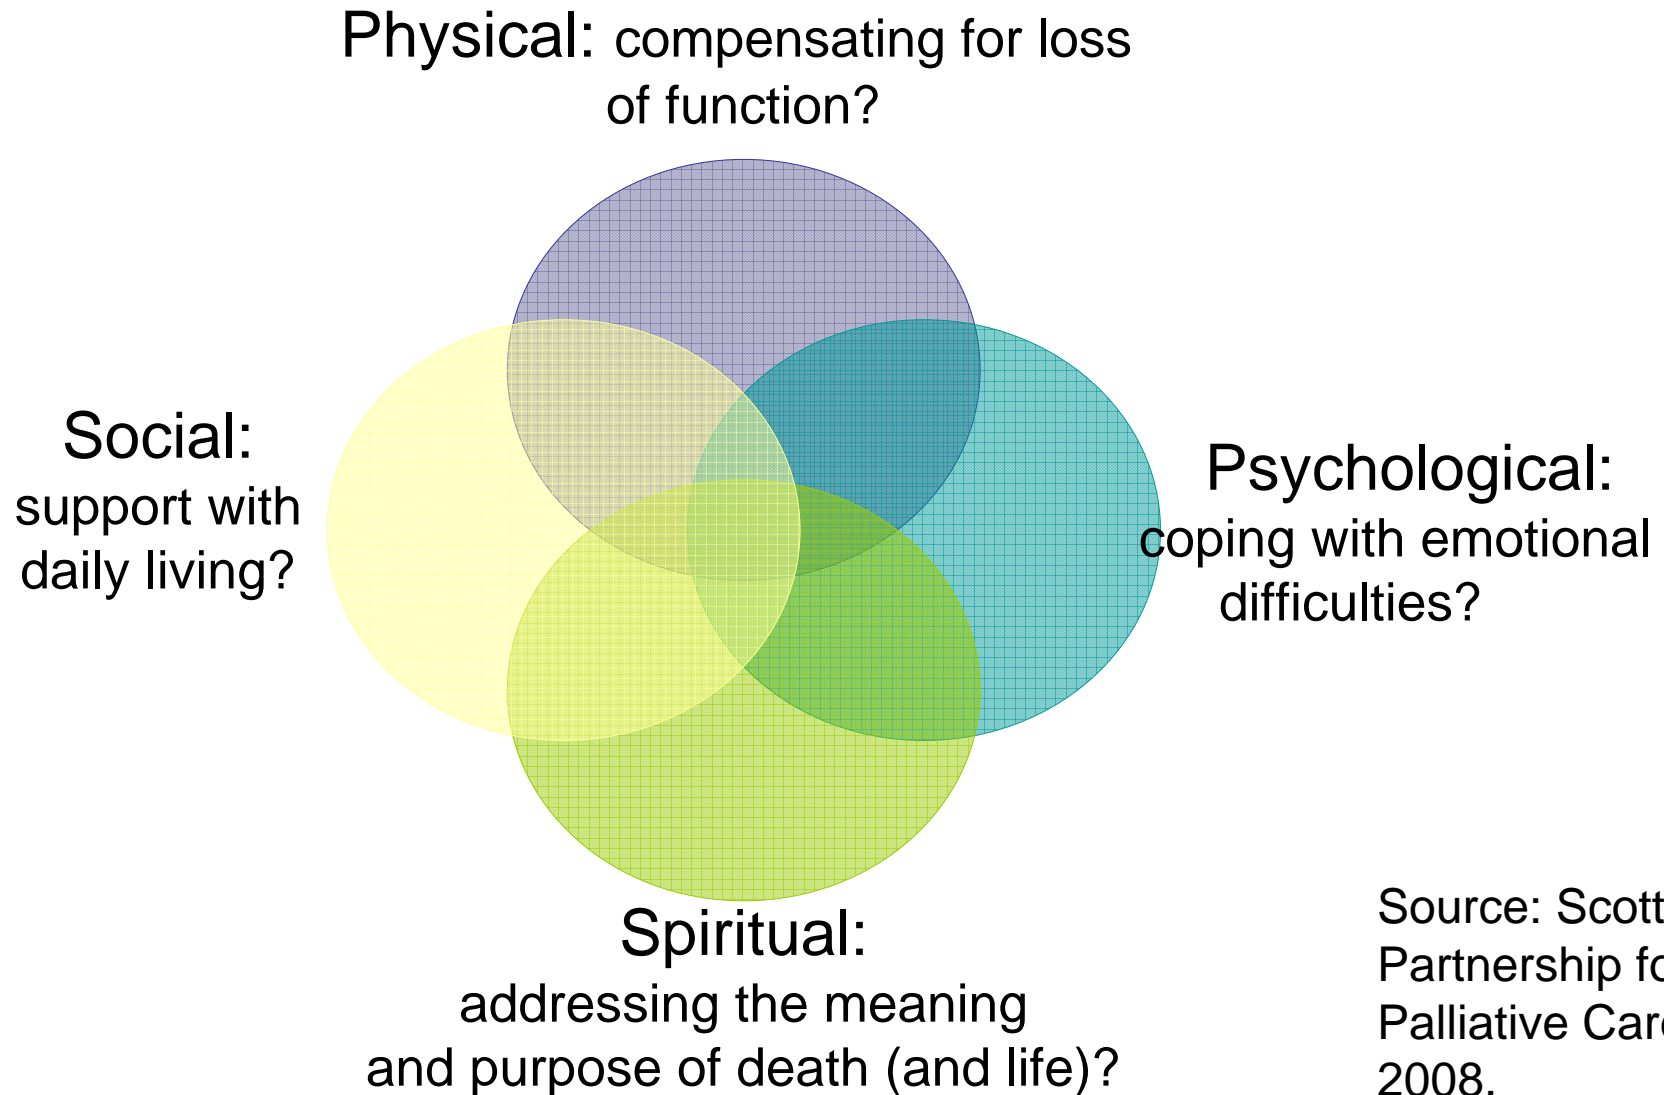 Physical: compensating for loss
of function?
Social:
support with
daily living?
Psychological:
coping with emotional
difficulties?
Spiritual:
addressing the meaning
and purpose of death (and life)?
Source: Scott
Partnership fo
Palliative Care
2008.